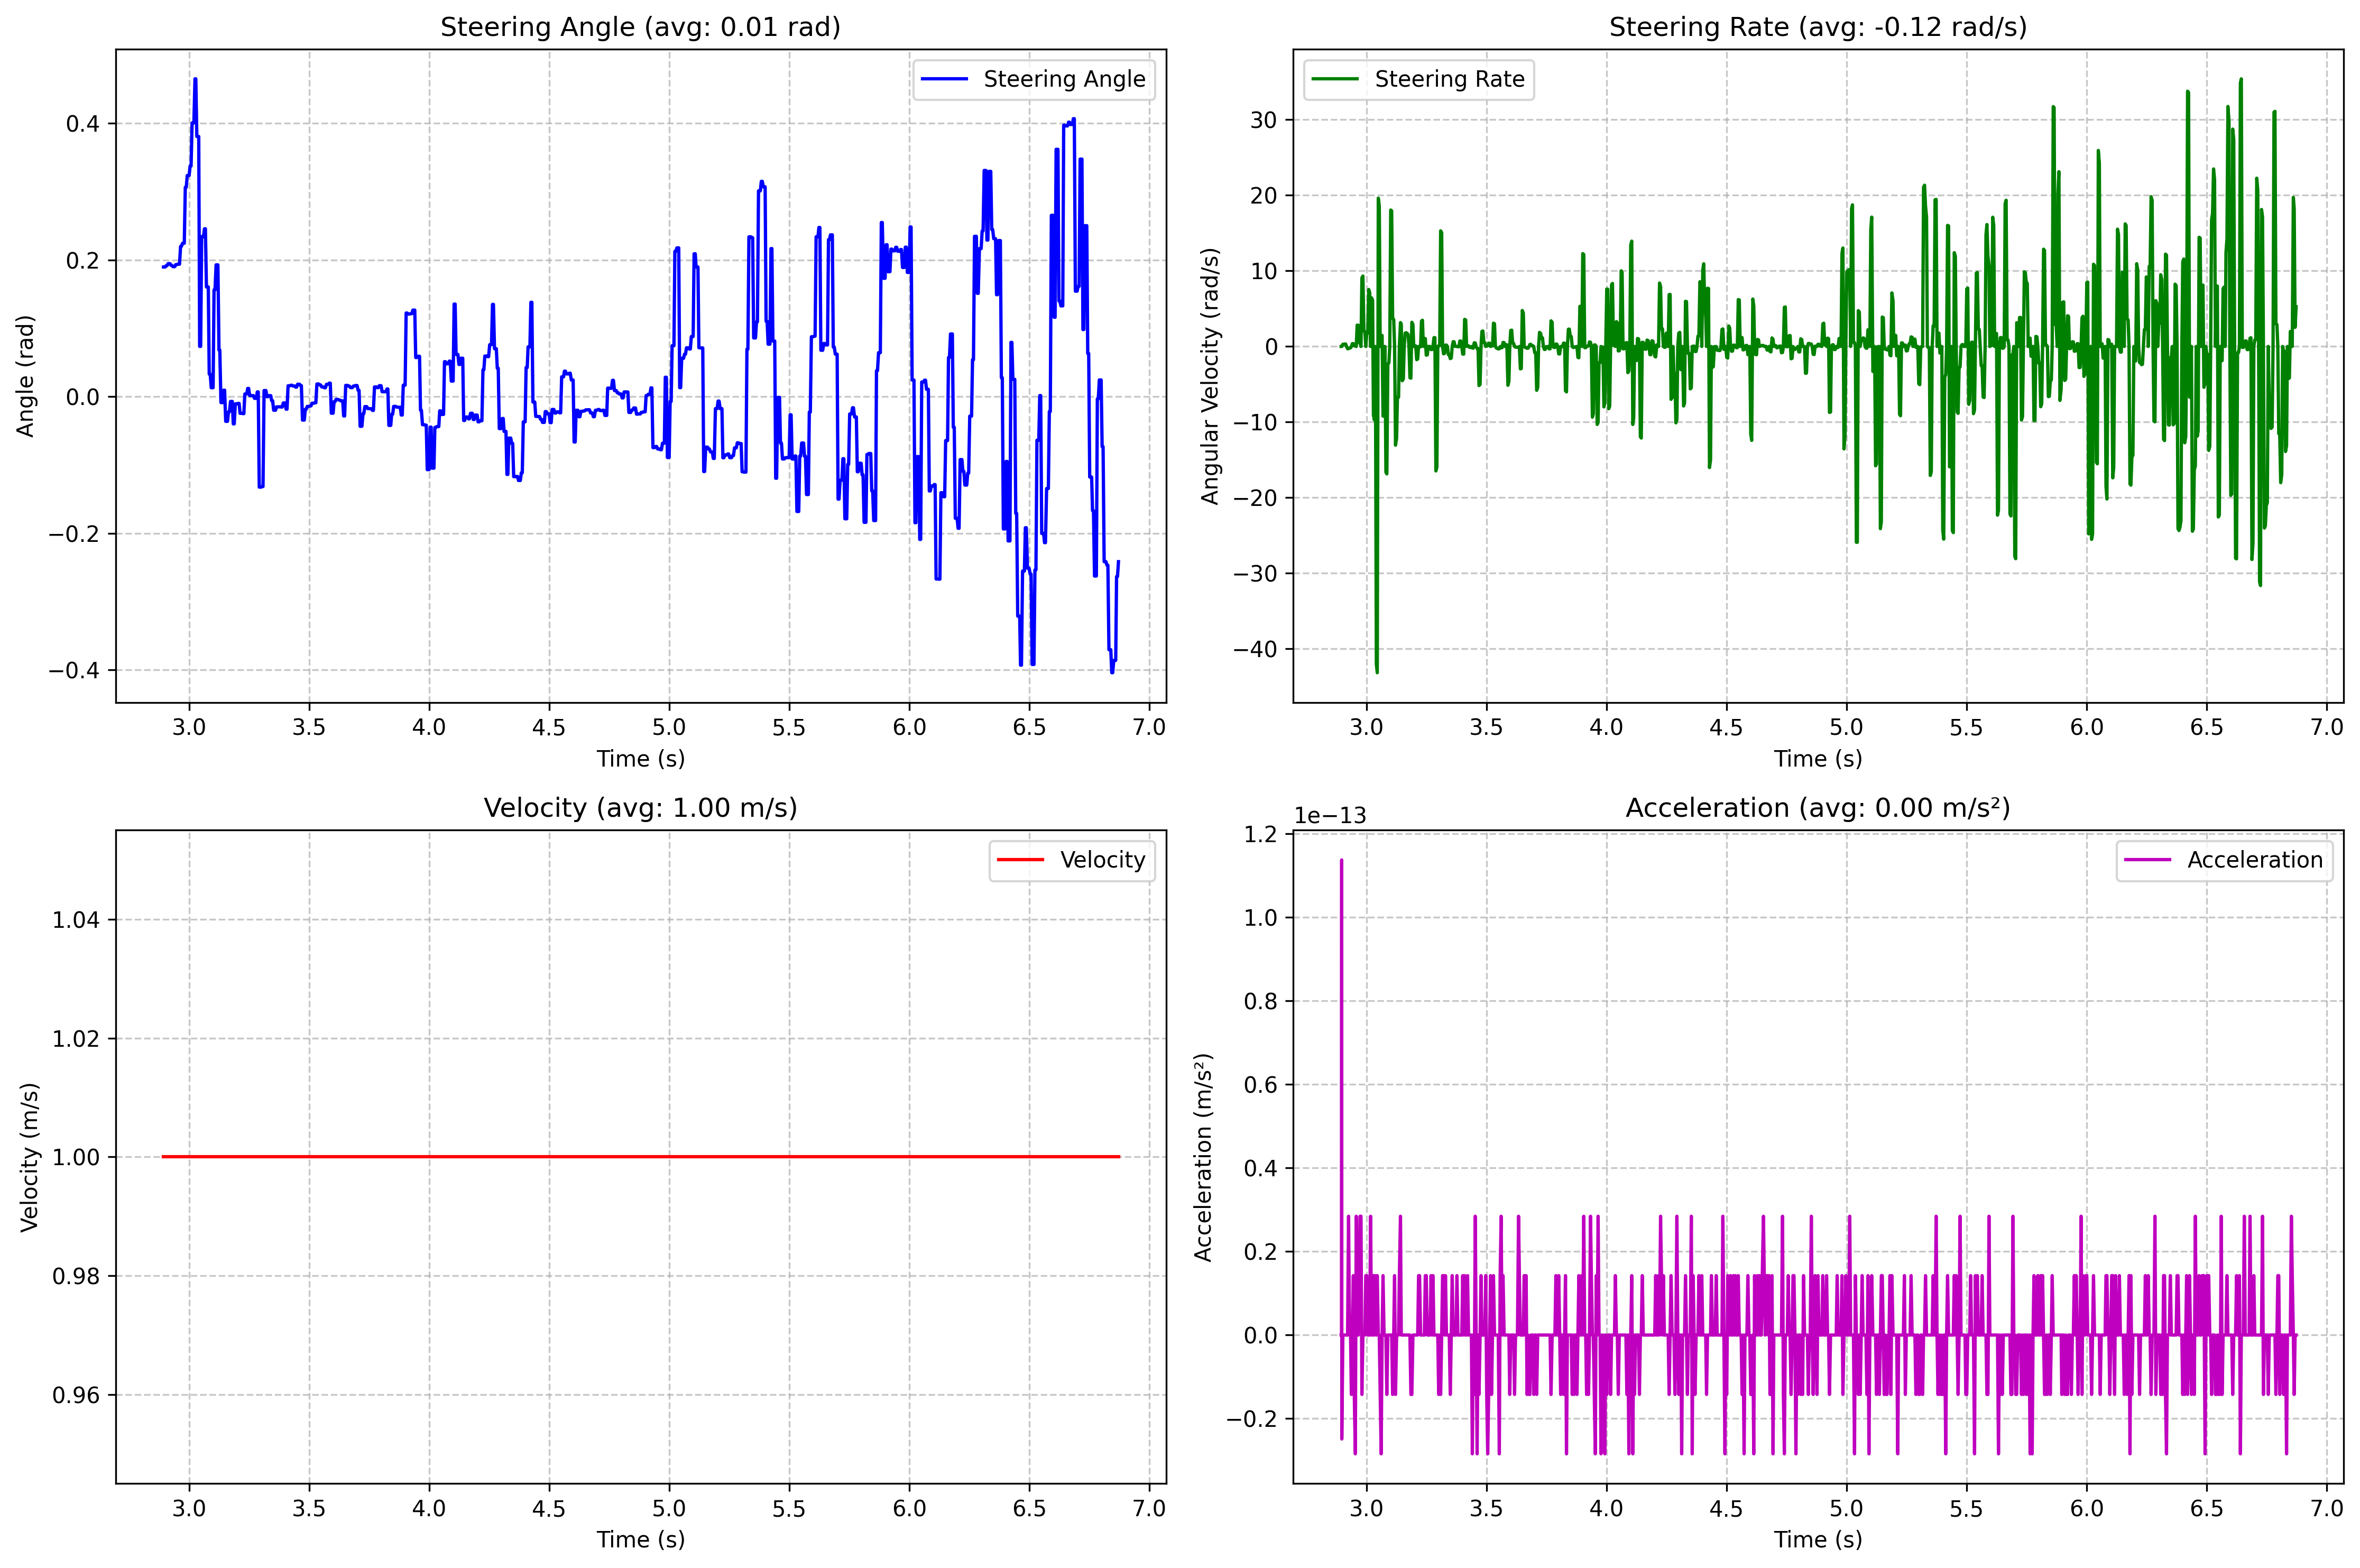 Steering Angle (avg: 0.01 rad)
Steering Angle
Angle (rad)
0.4
0.2
0.0
−0.2
−0.4
3.0 3.5 4.0 4.5 5.0 5.5 6.0 6.5 7.0
Time (s)
Steering Rate (avg: -0.12 rad/s)
Steering Rate
Angular Velocity (rad/s)
30
20
10
0
−10
−20
−30
−40
3.0 3.5 4.0 4.5 5.0 5.5 6.0 6.5 7.0
Time (s)
Velocity (avg: 1.00 m/s)
Velocity
Velocity (m/s)
1.04
1.02
1.00
0.98
0.96
3.0 3.5 4.0 4.5 5.0 5.5 6.0 6.5 7.0
Time (s)
Acceleration (avg: 0.00 m/s²)
1e−13
Acceleration
Acceleration (m/s²)
1.2
1.0
0.8
0.6
0.4
0.2
0.0
−0.2
3.0 3.5 4.0 4.5 5.0 5.5 6.0 6.5 7.0
Time (s)